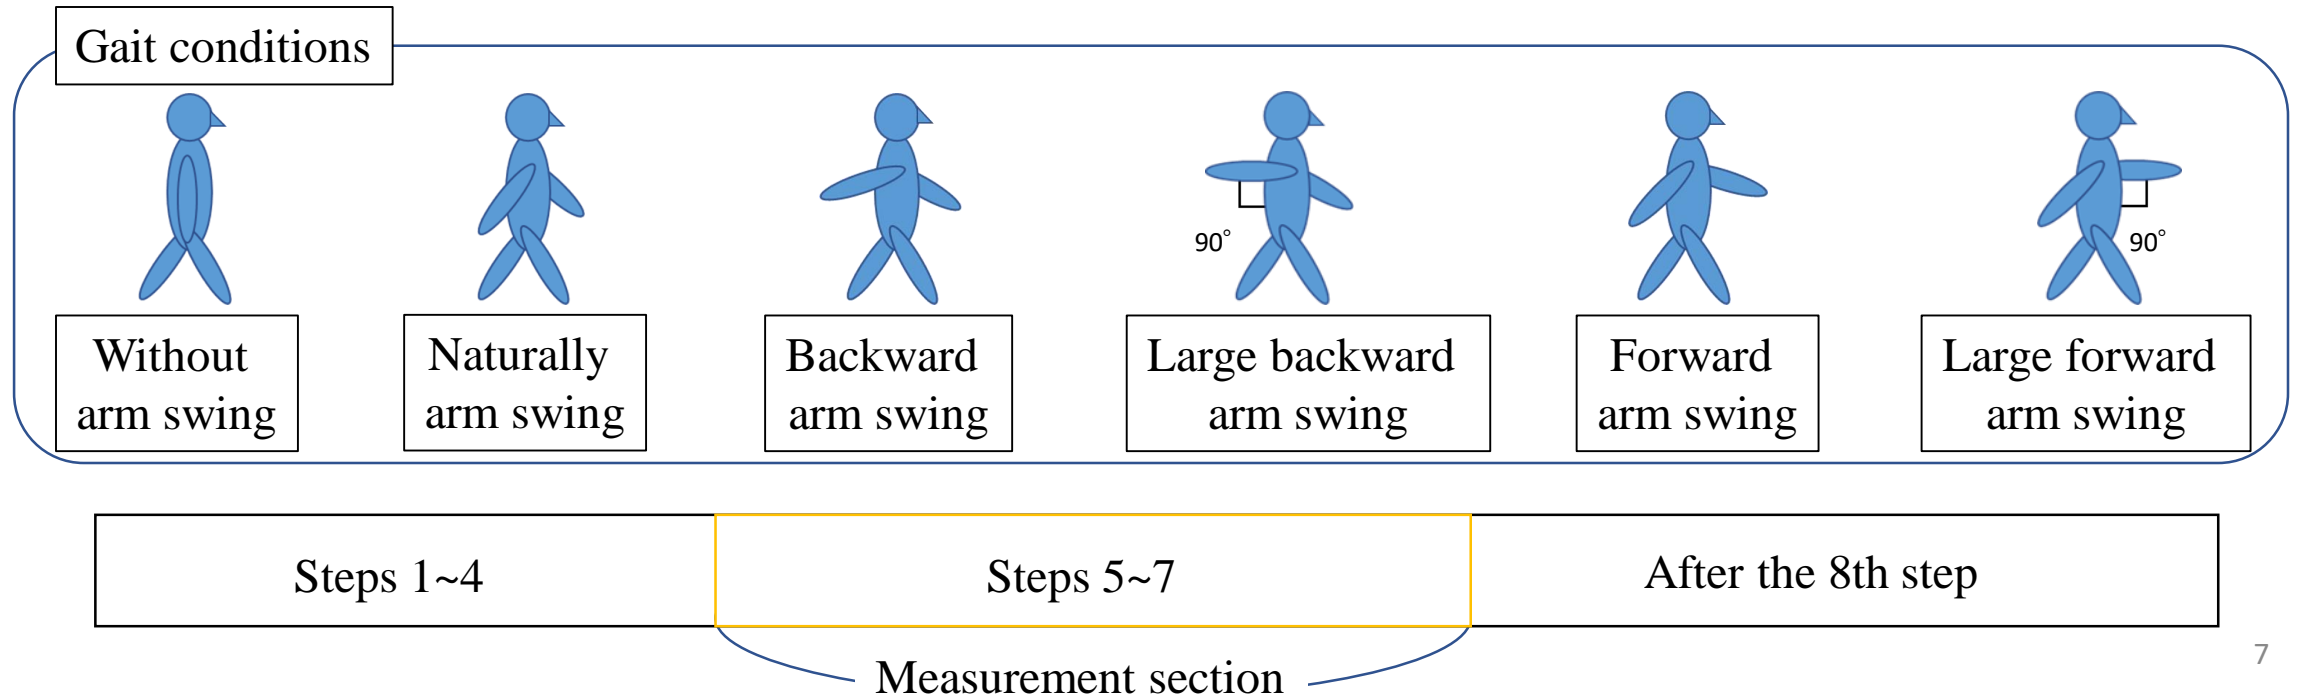 Gait conditions
90°
90°
Without
arm swing
Naturally
arm swing
Backward
arm swing
Large backward
arm swing
Forward
arm swing
Large forward
arm swing
Steps 1~4
Steps 5~7
After the 8th step
Measurement section
7